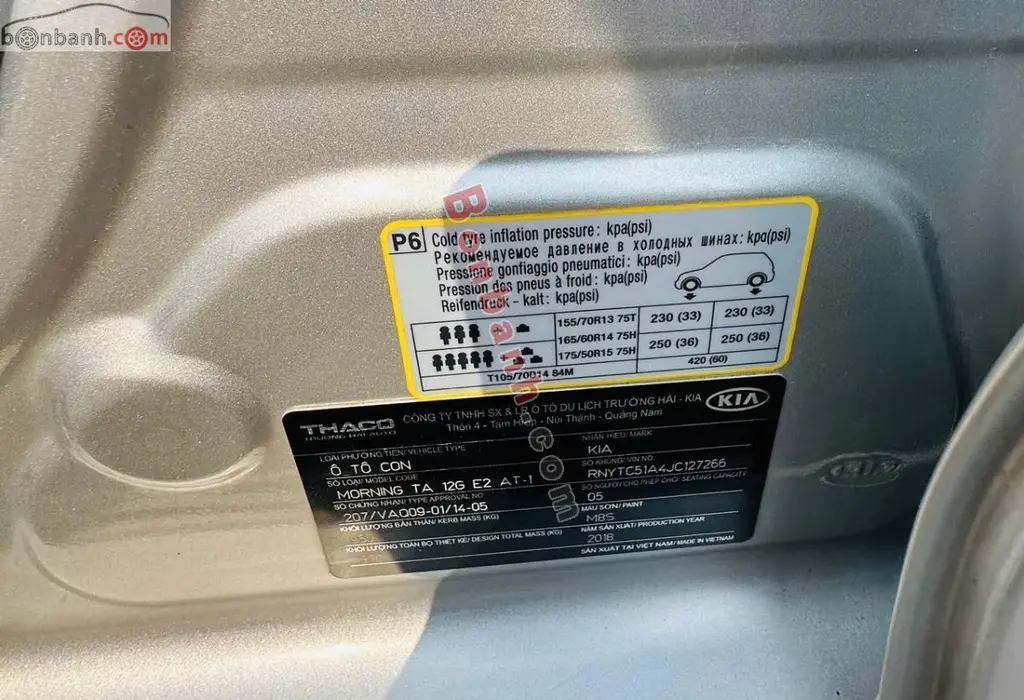 bonbanh.com
P6 Cold tyre inflation pressure: kpa(psi)
Рекомендуемое давление в холодных шинах: kpa(psi)
Pressione gonfiaggio pneumatici: kpa(psi)
Pression des pneus à froid: kpa(psi)
Reifendruck - kalt: kpa(psi)
155/70R13 75T 230 (33) 230 (33)
165/60R14 75H
175/50R15 75H 250 (36) 250 (36)
T105/70D14 84M 420 (60)
Bonbanh.com
THACO
TRUONG HAI AUTO
CÔNG TY TNHH SX & LR Ô TÔ DU LỊCH TRƯỜNG HẢI - KIA
Thôn 4 - Tam Hiệp - Núi Thành - Quảng Nam
KIA
LOẠI PHƯƠNG TIỆN/ VEHICLE TYPE
Ô TÔ CON
NHÃN HIỆU/ MARK
KIA
SỐ LOẠI/ MODEL CODE
MORNING TA 12G E2 AT-1
SỐ KHUNG/ VIN NO.
RNYTC51A4JC127266
SỐ CHỨNG NHẬN/ TYPE APPROVAL NO
207/VAQ09-01/14-05
SỐ NGƯỜI CHO PHÉP CHỞ/ SEATING CAPACITY
05
KHỐI LƯỢNG BẢN THÂN/ KERB MASS (KG)
MÀU SƠN/ PAINT
M8S
KHỐI LƯỢNG TOÀN BỘ THIẾT KẾ/ DESIGN TOTAL MASS (KG)
NĂM SẢN XUẤT/ PRODUCTION YEAR
2018
SẢN XUẤT TẠI VIỆT NAM/ MADE IN VIETNAM